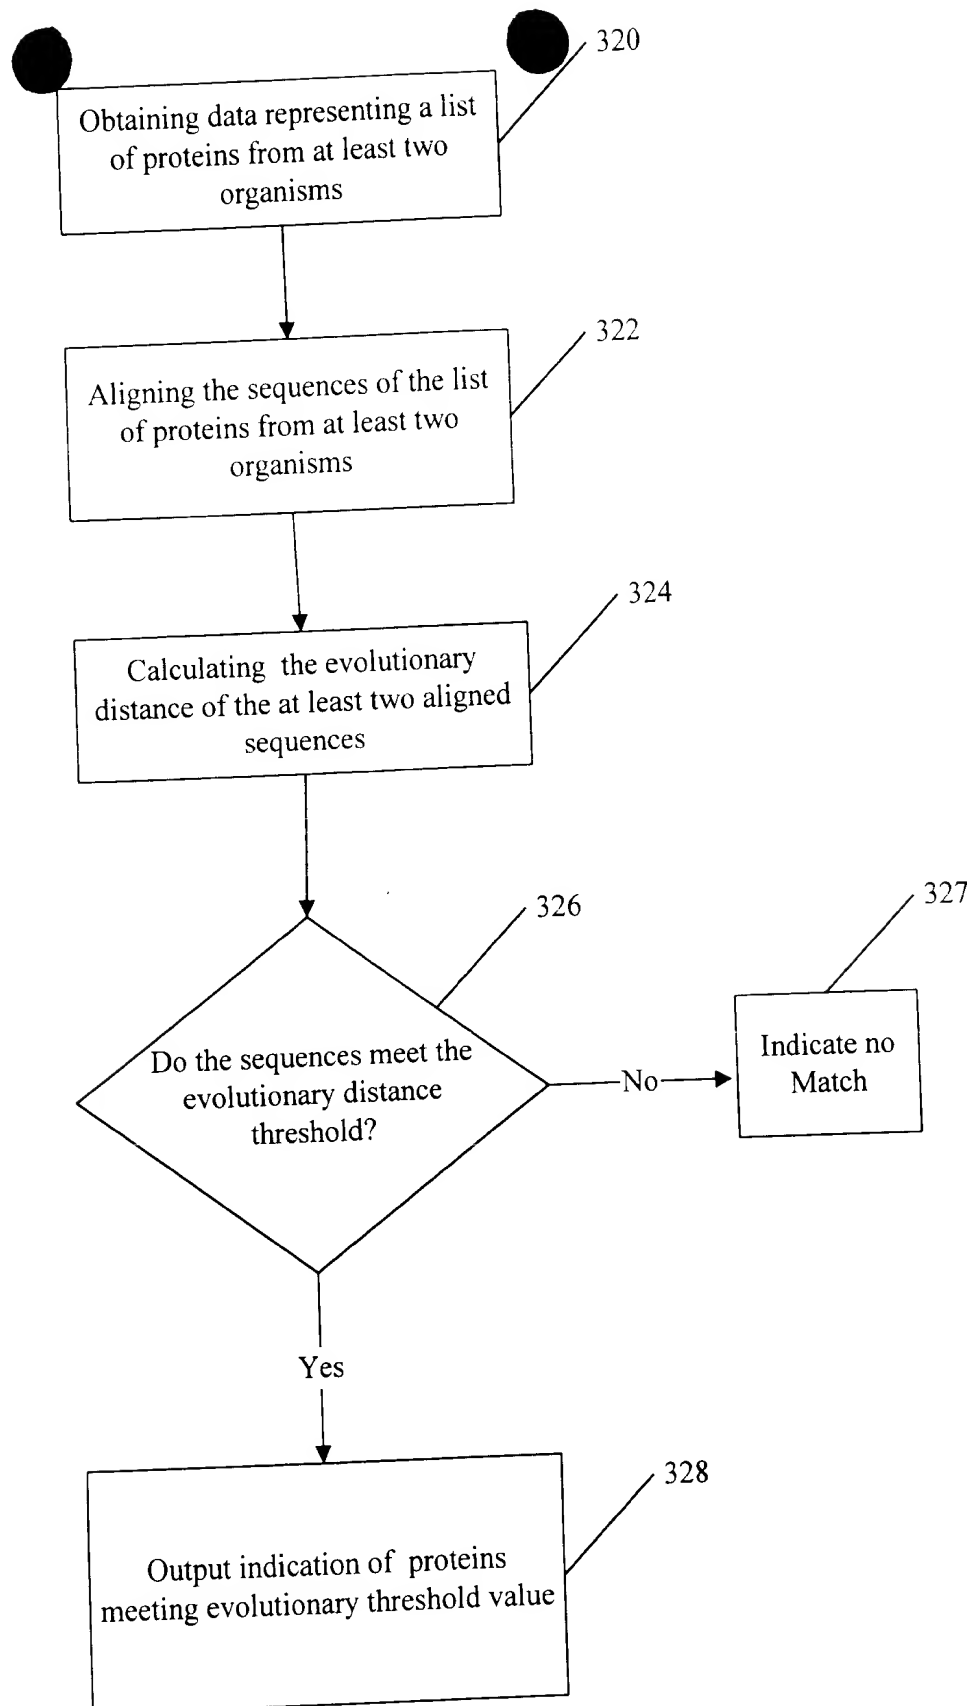 320
Obtaining data representing a list
of proteins from at least two
organisms
322
Aligning the sequences of the list
of proteins from at least two
organisms
324
Calculating the evolutionary
distance of the at least two aligned
sequences
326
327
Do the sequences meet the
evolutionary distance
threshold?
No
Indicate no
Match
Yes
328
Output indication of proteins
meeting evolutionary threshold value